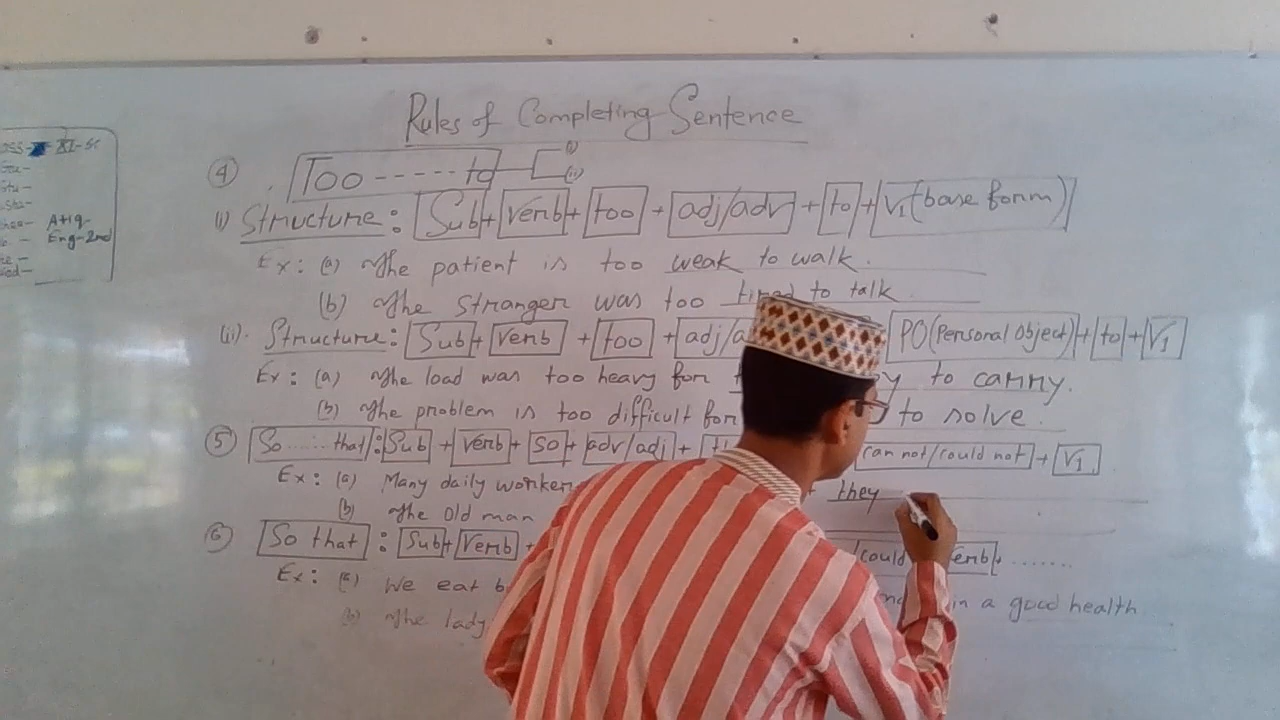 Rules of Completing Sentence
XI-Sc
Atiq
Eng-2nd
④ Too ----- to (i)
(ii)
(i) Structure: Sub + verb + too + adj/adv + to + V1 (base form)
Ex: (a) The patient is too weak to walk.
(b) The stranger was too tired to talk
(ii) Structure: Sub + verb + too + adj/a PO (Personal Object) + to + V1
Ex: (a) The load was too heavy for to carry.
(b) The problem is too difficult for to solve.
⑤ So ...... that: Sub + verb + so + adv/adj + can not/could not + V1
Ex: (a) Many daily worker they
(b) The old man
⑥ So that: Sub + verb + /could erb + ........
Ex: (a) We eat b in a good health
(b) The lady